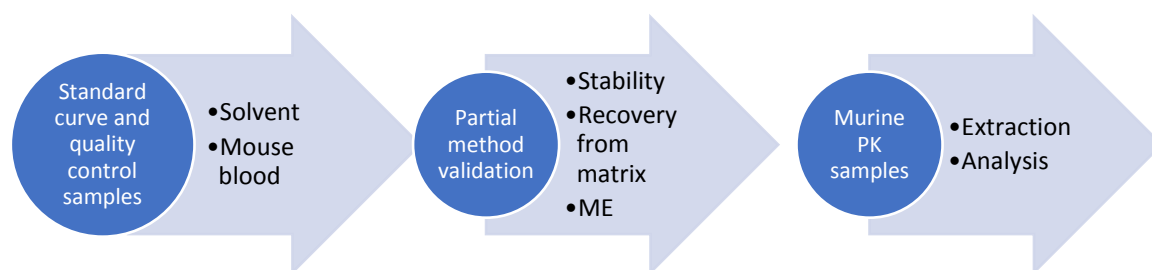 Standard
curve and
quality
control
samples
•Solvent
•Mouse
blood
Partial
method
validation
•Stability
•Recovery
from
matrix
•ME
Murine
PK
samples
•Extraction
•Analysis